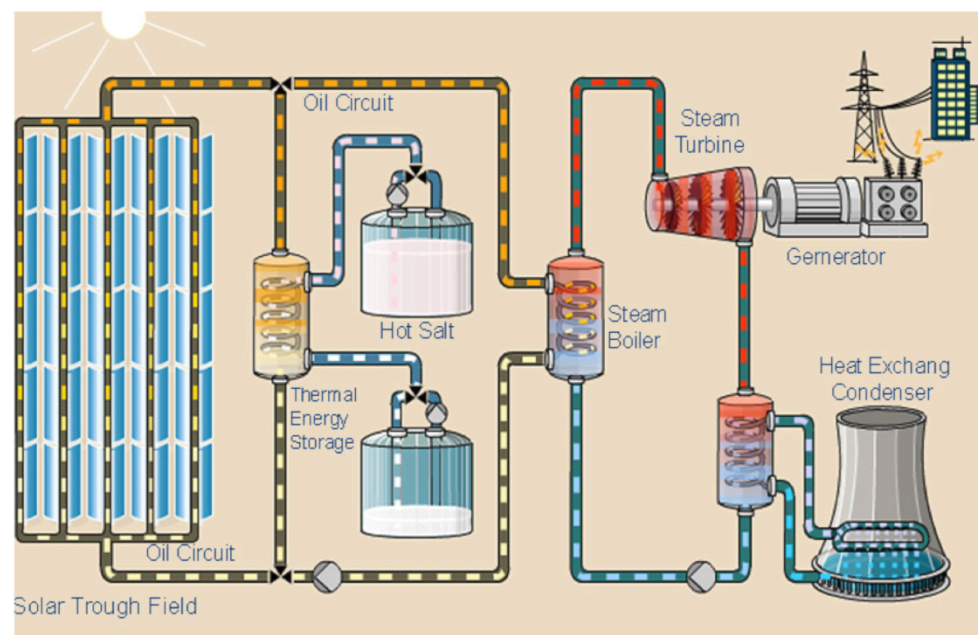 Oil Circuit
Steam
Turbine
Gernerator
Hot Salt
Steam
Boiler
Thermal
Energy
Storage
Heat Exchang
Condenser
Oil Circuit
Solar Trough Field